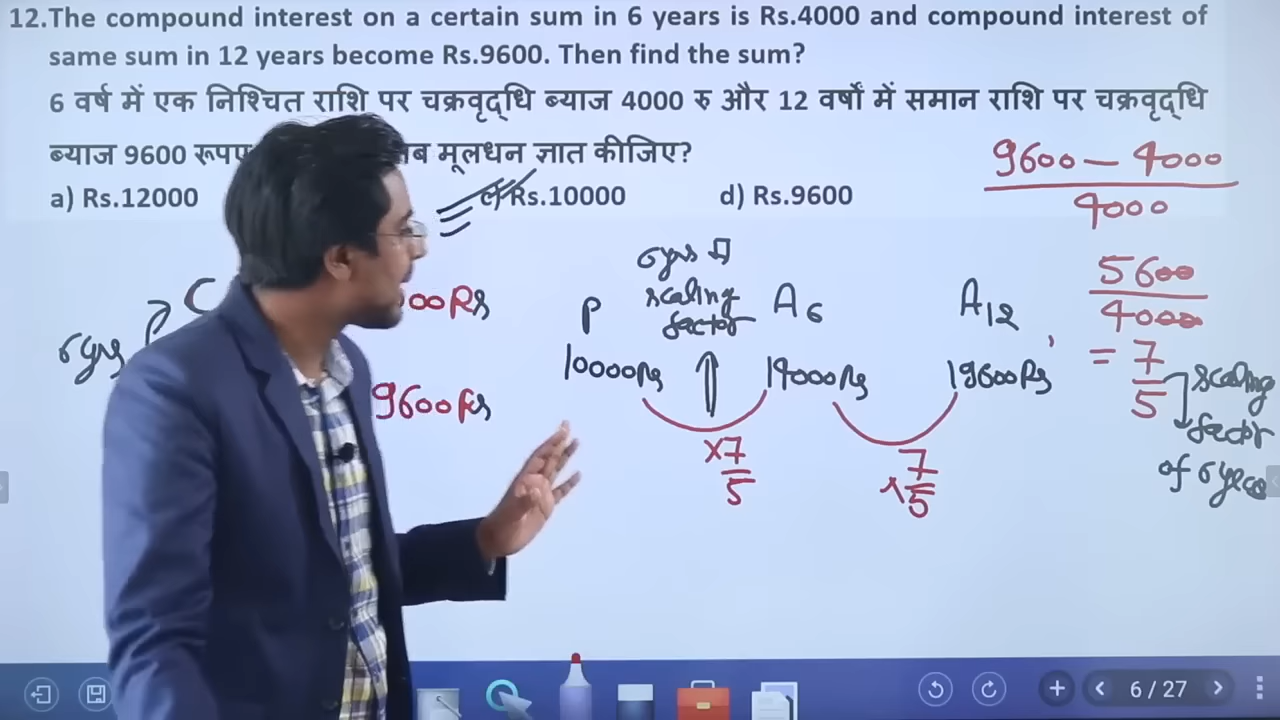 12.The compound interest on a certain sum in 6 years is Rs.4000 and compound interest of
same sum in 12 years become Rs.9600. Then find the sum?
6 वर्ष में एक निश्चित राशि पर चक्रवृद्धि ब्याज 4000 रु और 12 वर्षों में समान राशि पर चक्रवृद्धि
ब्याज 9600 मूलधन ज्ञात कीजिए?
a) Rs.12000 c) Rs.10000 d) Rs.9600
9600 - 4000
4000
5600
4000
= 7
5
scaling
factor
of 6 years
6yrs
C 00Rs
9600Rs
6yrs का
scaling
factor
P A6 A12
10000Rs 14000Rs 19600Rs
×7
5
×7
5
6 / 27